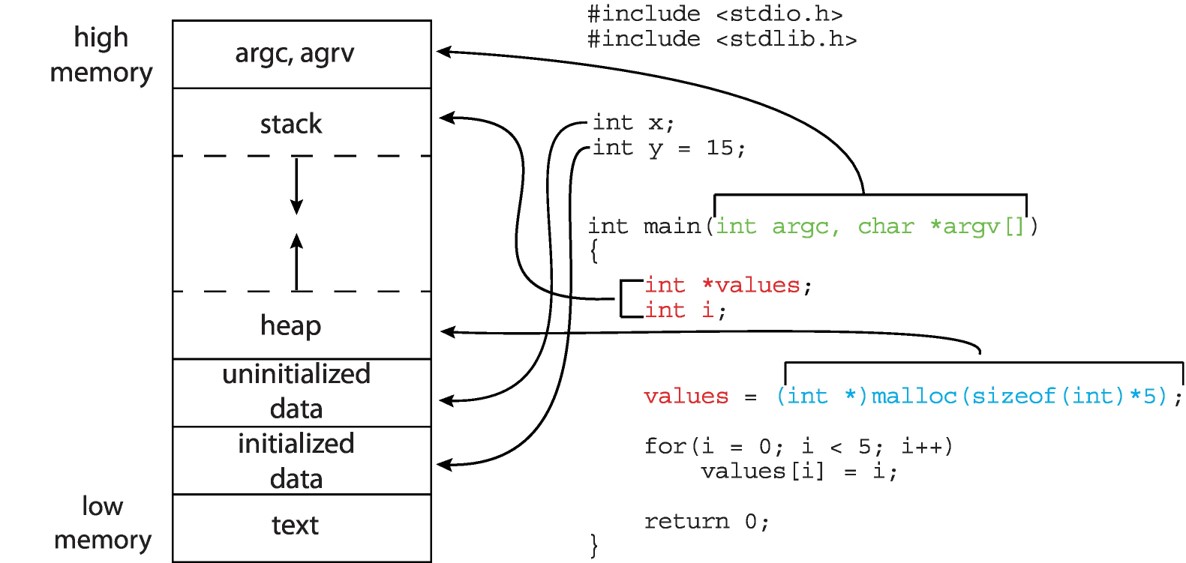 high
memory
argc, agrv
stack
heap
uninitialized
data
initialized
data
text
low
memory
#include <stdio.h>
#include <stdlib.h>
int x;
int y = 15;
int main(int argc, char *argv[])
{
int *values;
int i;
values = (int *)malloc(sizeof(int)*5);
for(i = 0; i < 5; i++)
values[i] = i;
return 0;
}